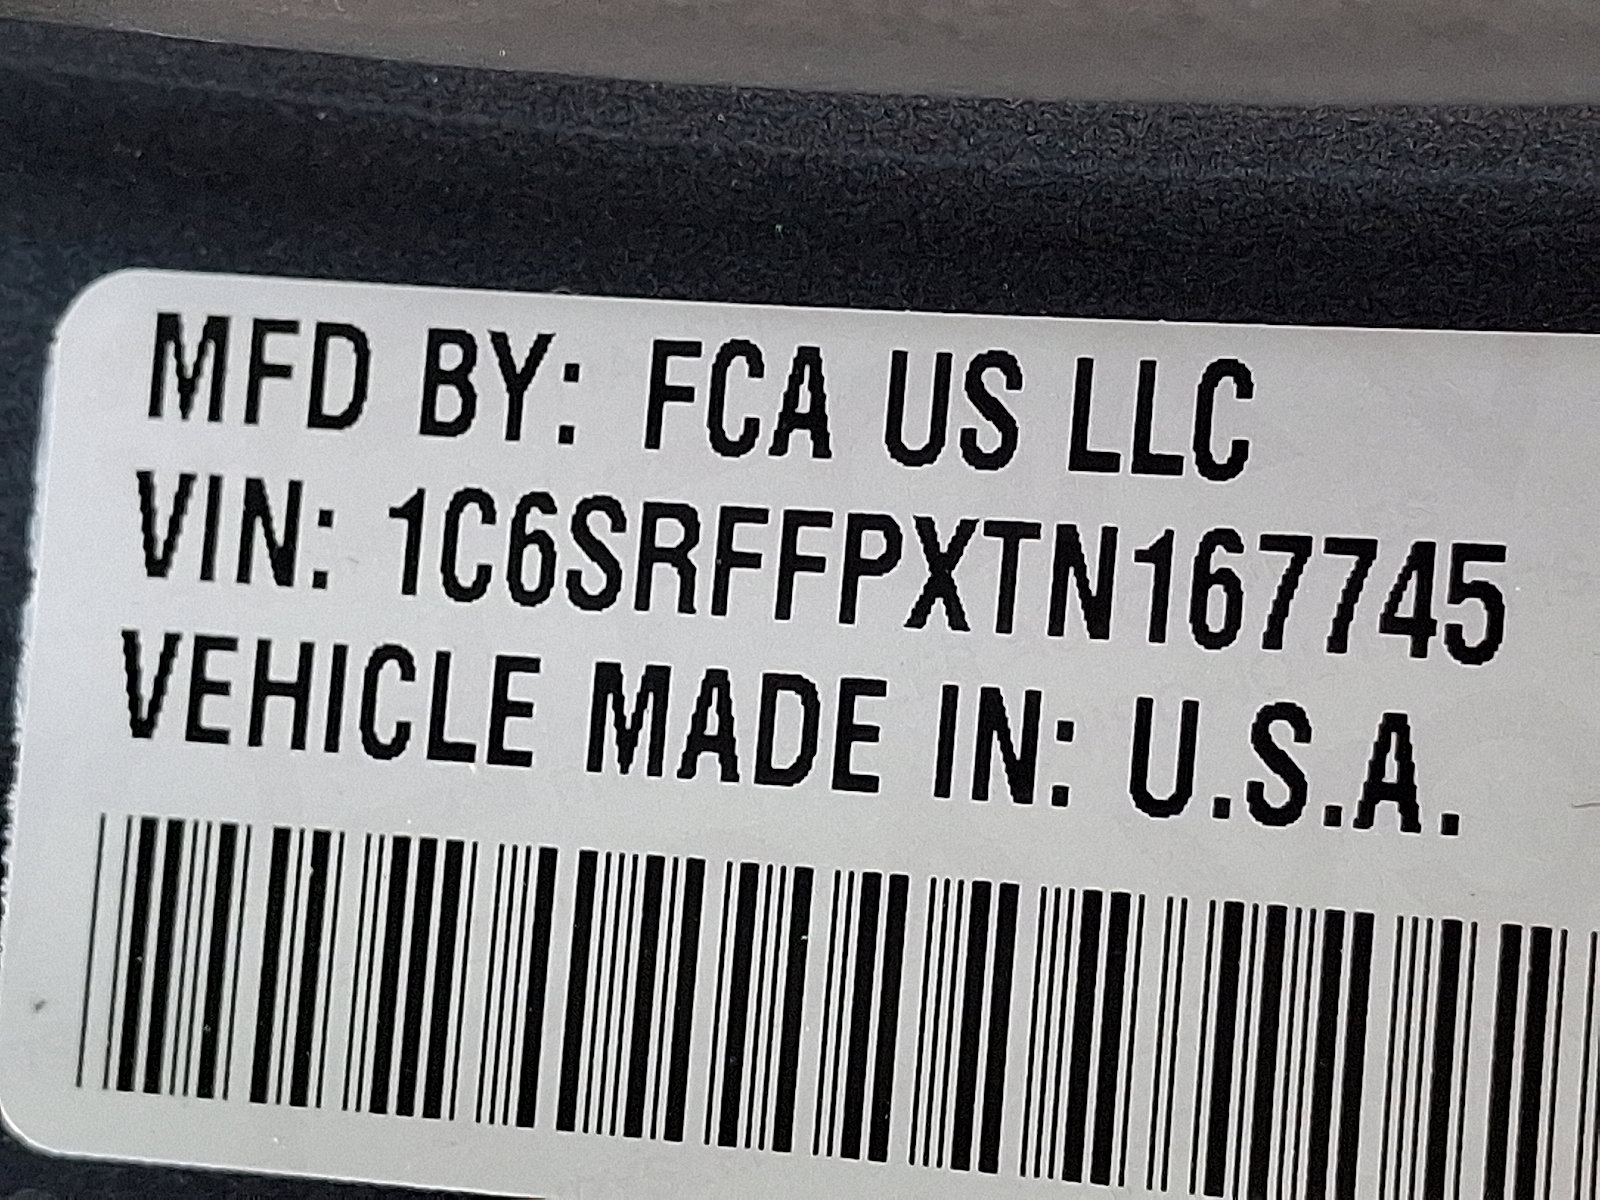 MFD BY: FCA US LLC
VIN: 1C6SRFFPXTN167745
VEHICLE MADE IN: U.S.A.